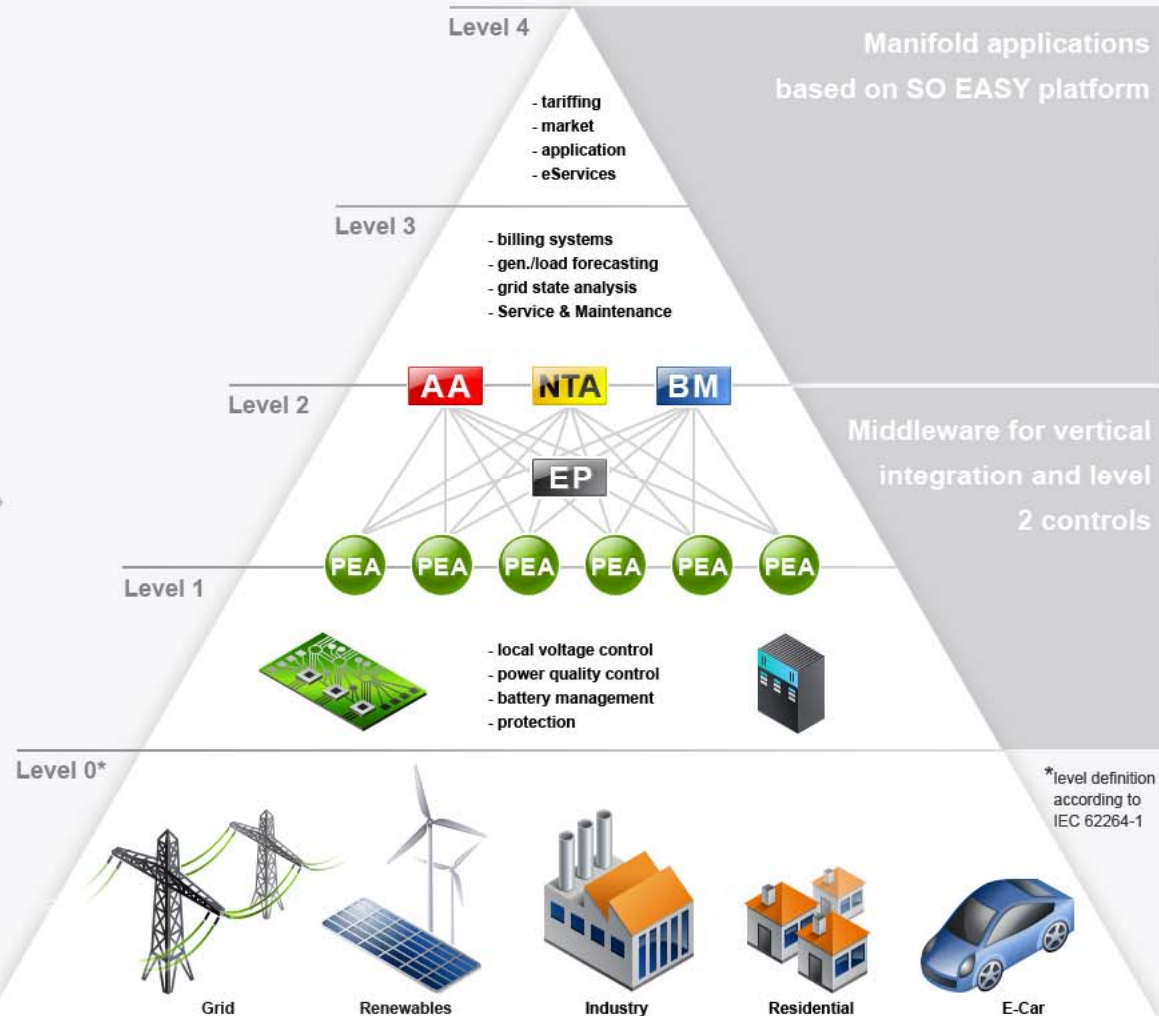 Level 4
Manifold applications
based on SO EASY platform
- tariffing
- market
- application
- eServices
Level 3
- billing systems
- gen./load forecasting
- grid state analysis
- Service & Maintenance
AA
NTA
BM
Level 2
Middleware for vertical
integration and level
2 controls
EP
PEA
PEA
PEA
PEA
PEA
PEA
Level 1
- local voltage control
- power quality control
- battery management
- protection
Level 0*
*level definition
according to
IEC 62264-1
Grid
Renewables
Industry
Residential
E-Car